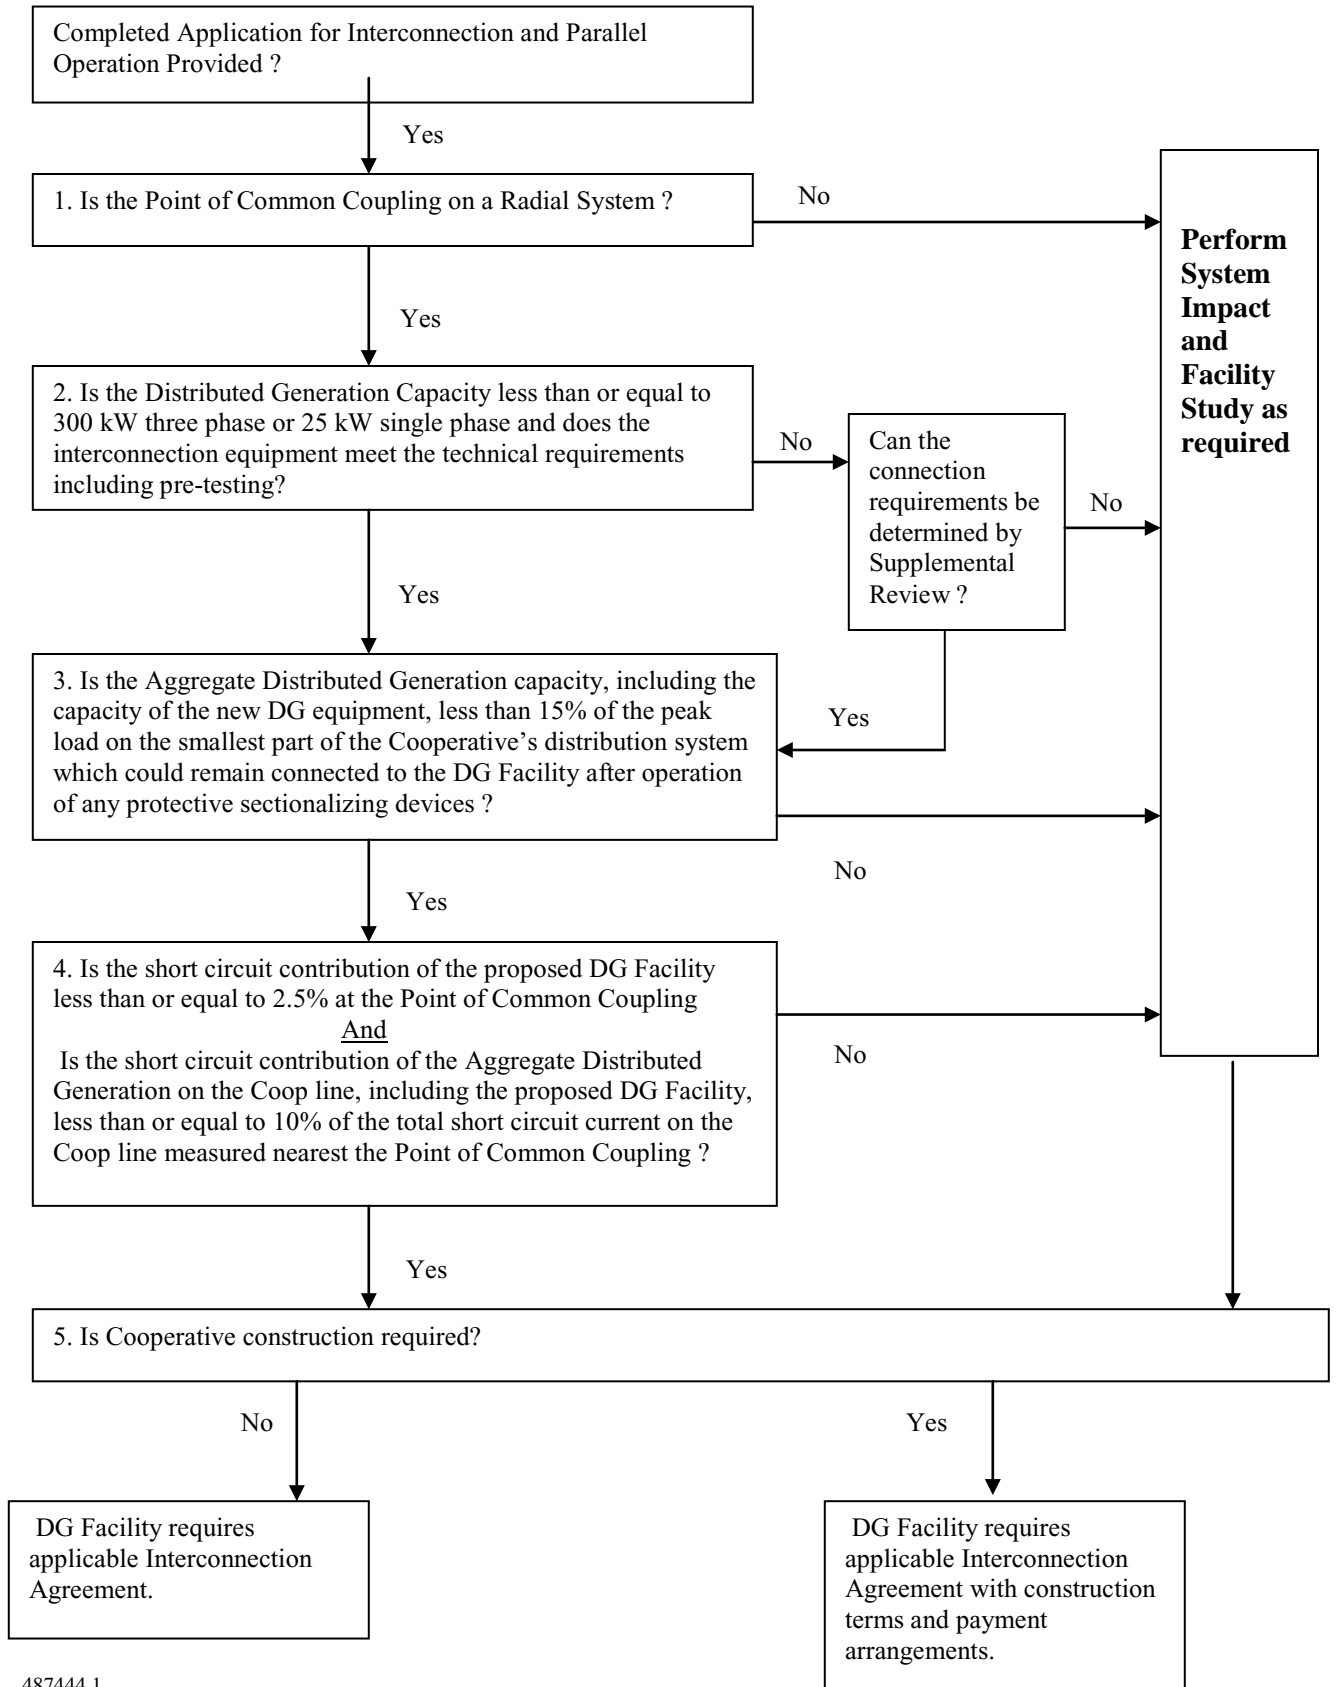 Completed Application for Interconnection and Parallel
Operation Provided ?
Yes
1. Is the Point of Common Coupling on a Radial System ?
No
Perform
System
Impact
and
Facility
Study as
required
Yes
2. Is the Distributed Generation Capacity less than or equal to
300 kW three phase or 25 kW single phase and does the
interconnection equipment meet the technical requirements
including pre-testing?
No
Can the
connection
requirements be
determined by
Supplemental
Review ?
No
Yes
Yes
3. Is the Aggregate Distributed Generation capacity, including the
capacity of the new DG equipment, less than 15% of the peak
load on the smallest part of the Cooperative’s distribution system
which could remain connected to the DG Facility after operation
of any protective sectionalizing devices ?
No
Yes
4. Is the short circuit contribution of the proposed DG Facility
less than or equal to 2.5% at the Point of Common Coupling
And
Is the short circuit contribution of the Aggregate Distributed
Generation on the Coop line, including the proposed DG Facility,
less than or equal to 10% of the total short circuit current on the
Coop line measured nearest the Point of Common Coupling ?
No
Yes
5. Is Cooperative construction required?
No
Yes
DG Facility requires
applicable Interconnection
Agreement.
DG Facility requires
applicable Interconnection
Agreement with construction
terms and payment
arrangements.
487444.1